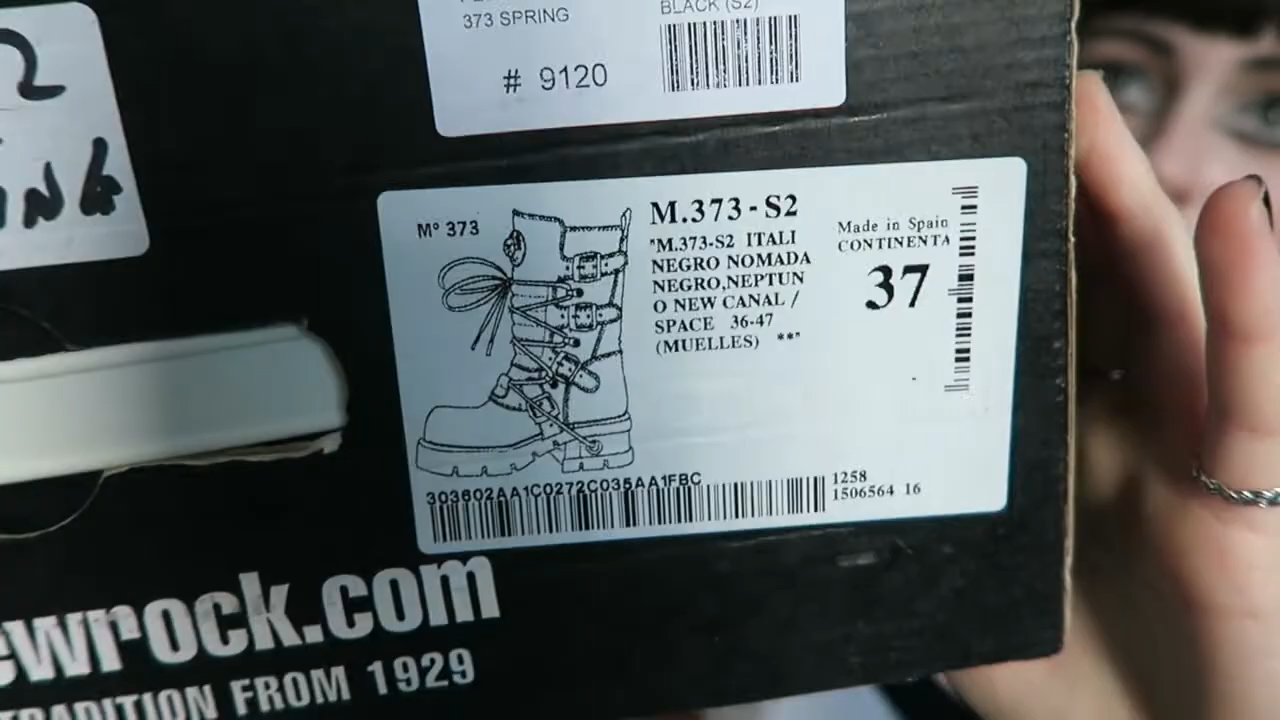 373 SPRING
BLACK (S2)
# 9120
2
M° 373
M.373-S2
"M.373-S2 ITALI
NEGRO NOMADA
NEGRO,NEPTUN
O NEW CANAL /
SPACE 36-47
(MUELLES) **"
Made in Spain
CONTINENTA
37
303602AA1C0272C035AA1FBC
1258
1506564 16
ewrock.com
TRADITION FROM 1929